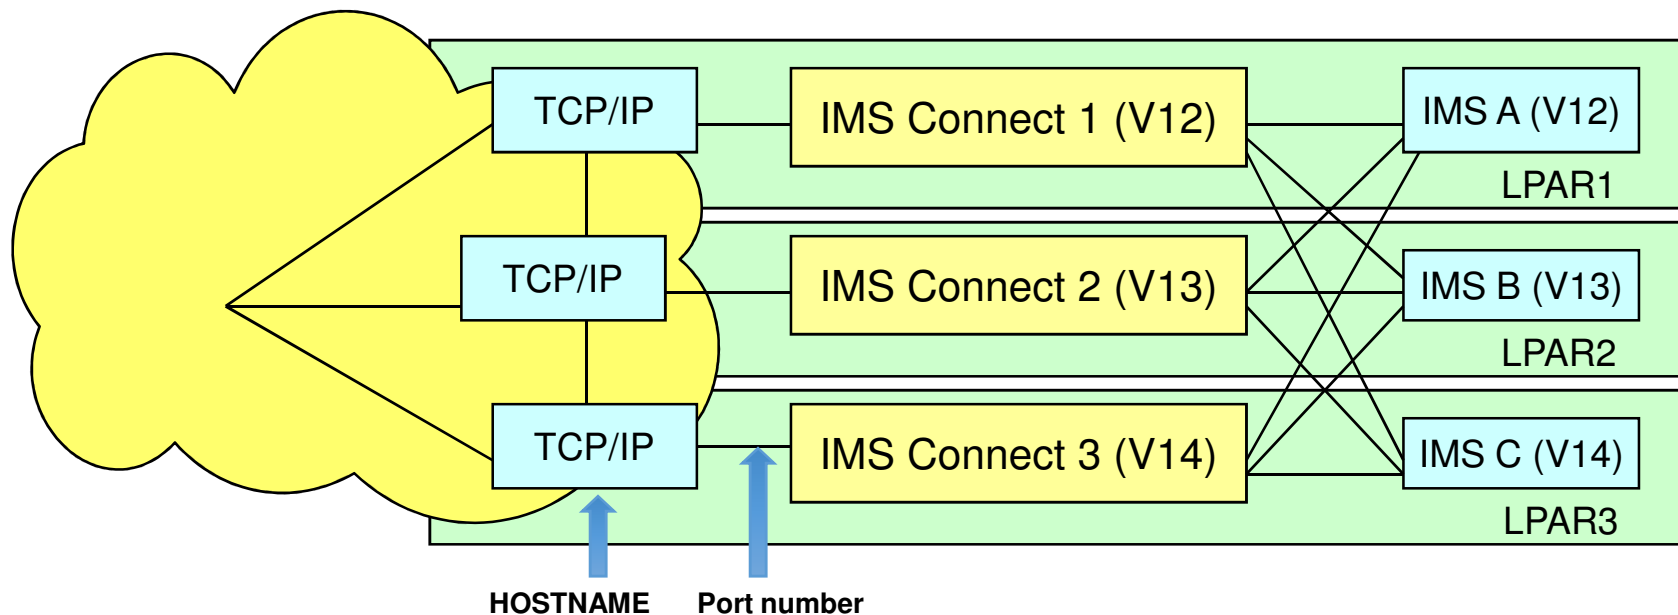 TCP/IP
IMS Connect 1 (V12)
IMS A (V12)
LPAR1
TCP/IP
IMS Connect 2 (V13)
IMS B (V13)
LPAR2
TCP/IP
IMS Connect 3 (V14)
IMS C (V14)
LPAR3
HOSTNAME
Port number